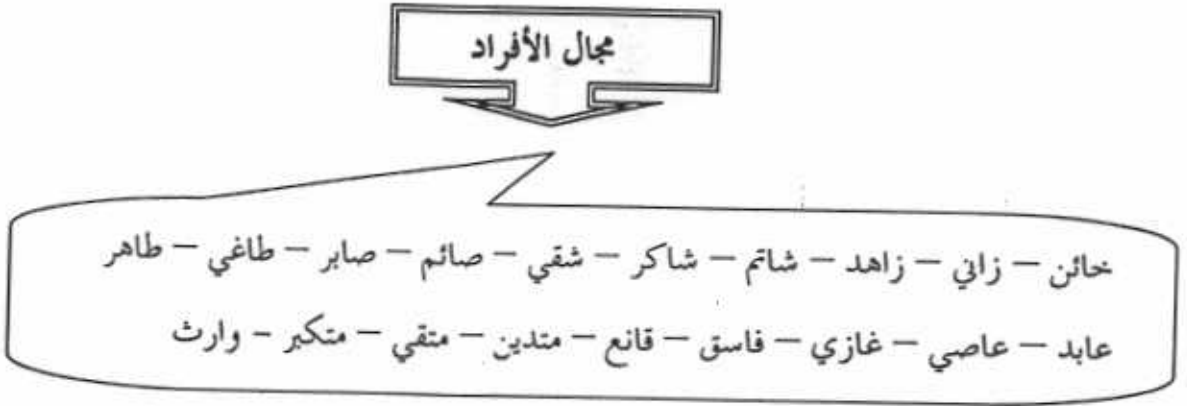 مجال الأفراد
خائن – زاني – زاهد – شاتم – شاكر – شقي – صائم – صابر – طاغي – طاهر
عابد – عاصي – غازي – فاسق – قانع – متدين – متقي – متكبر – وارث